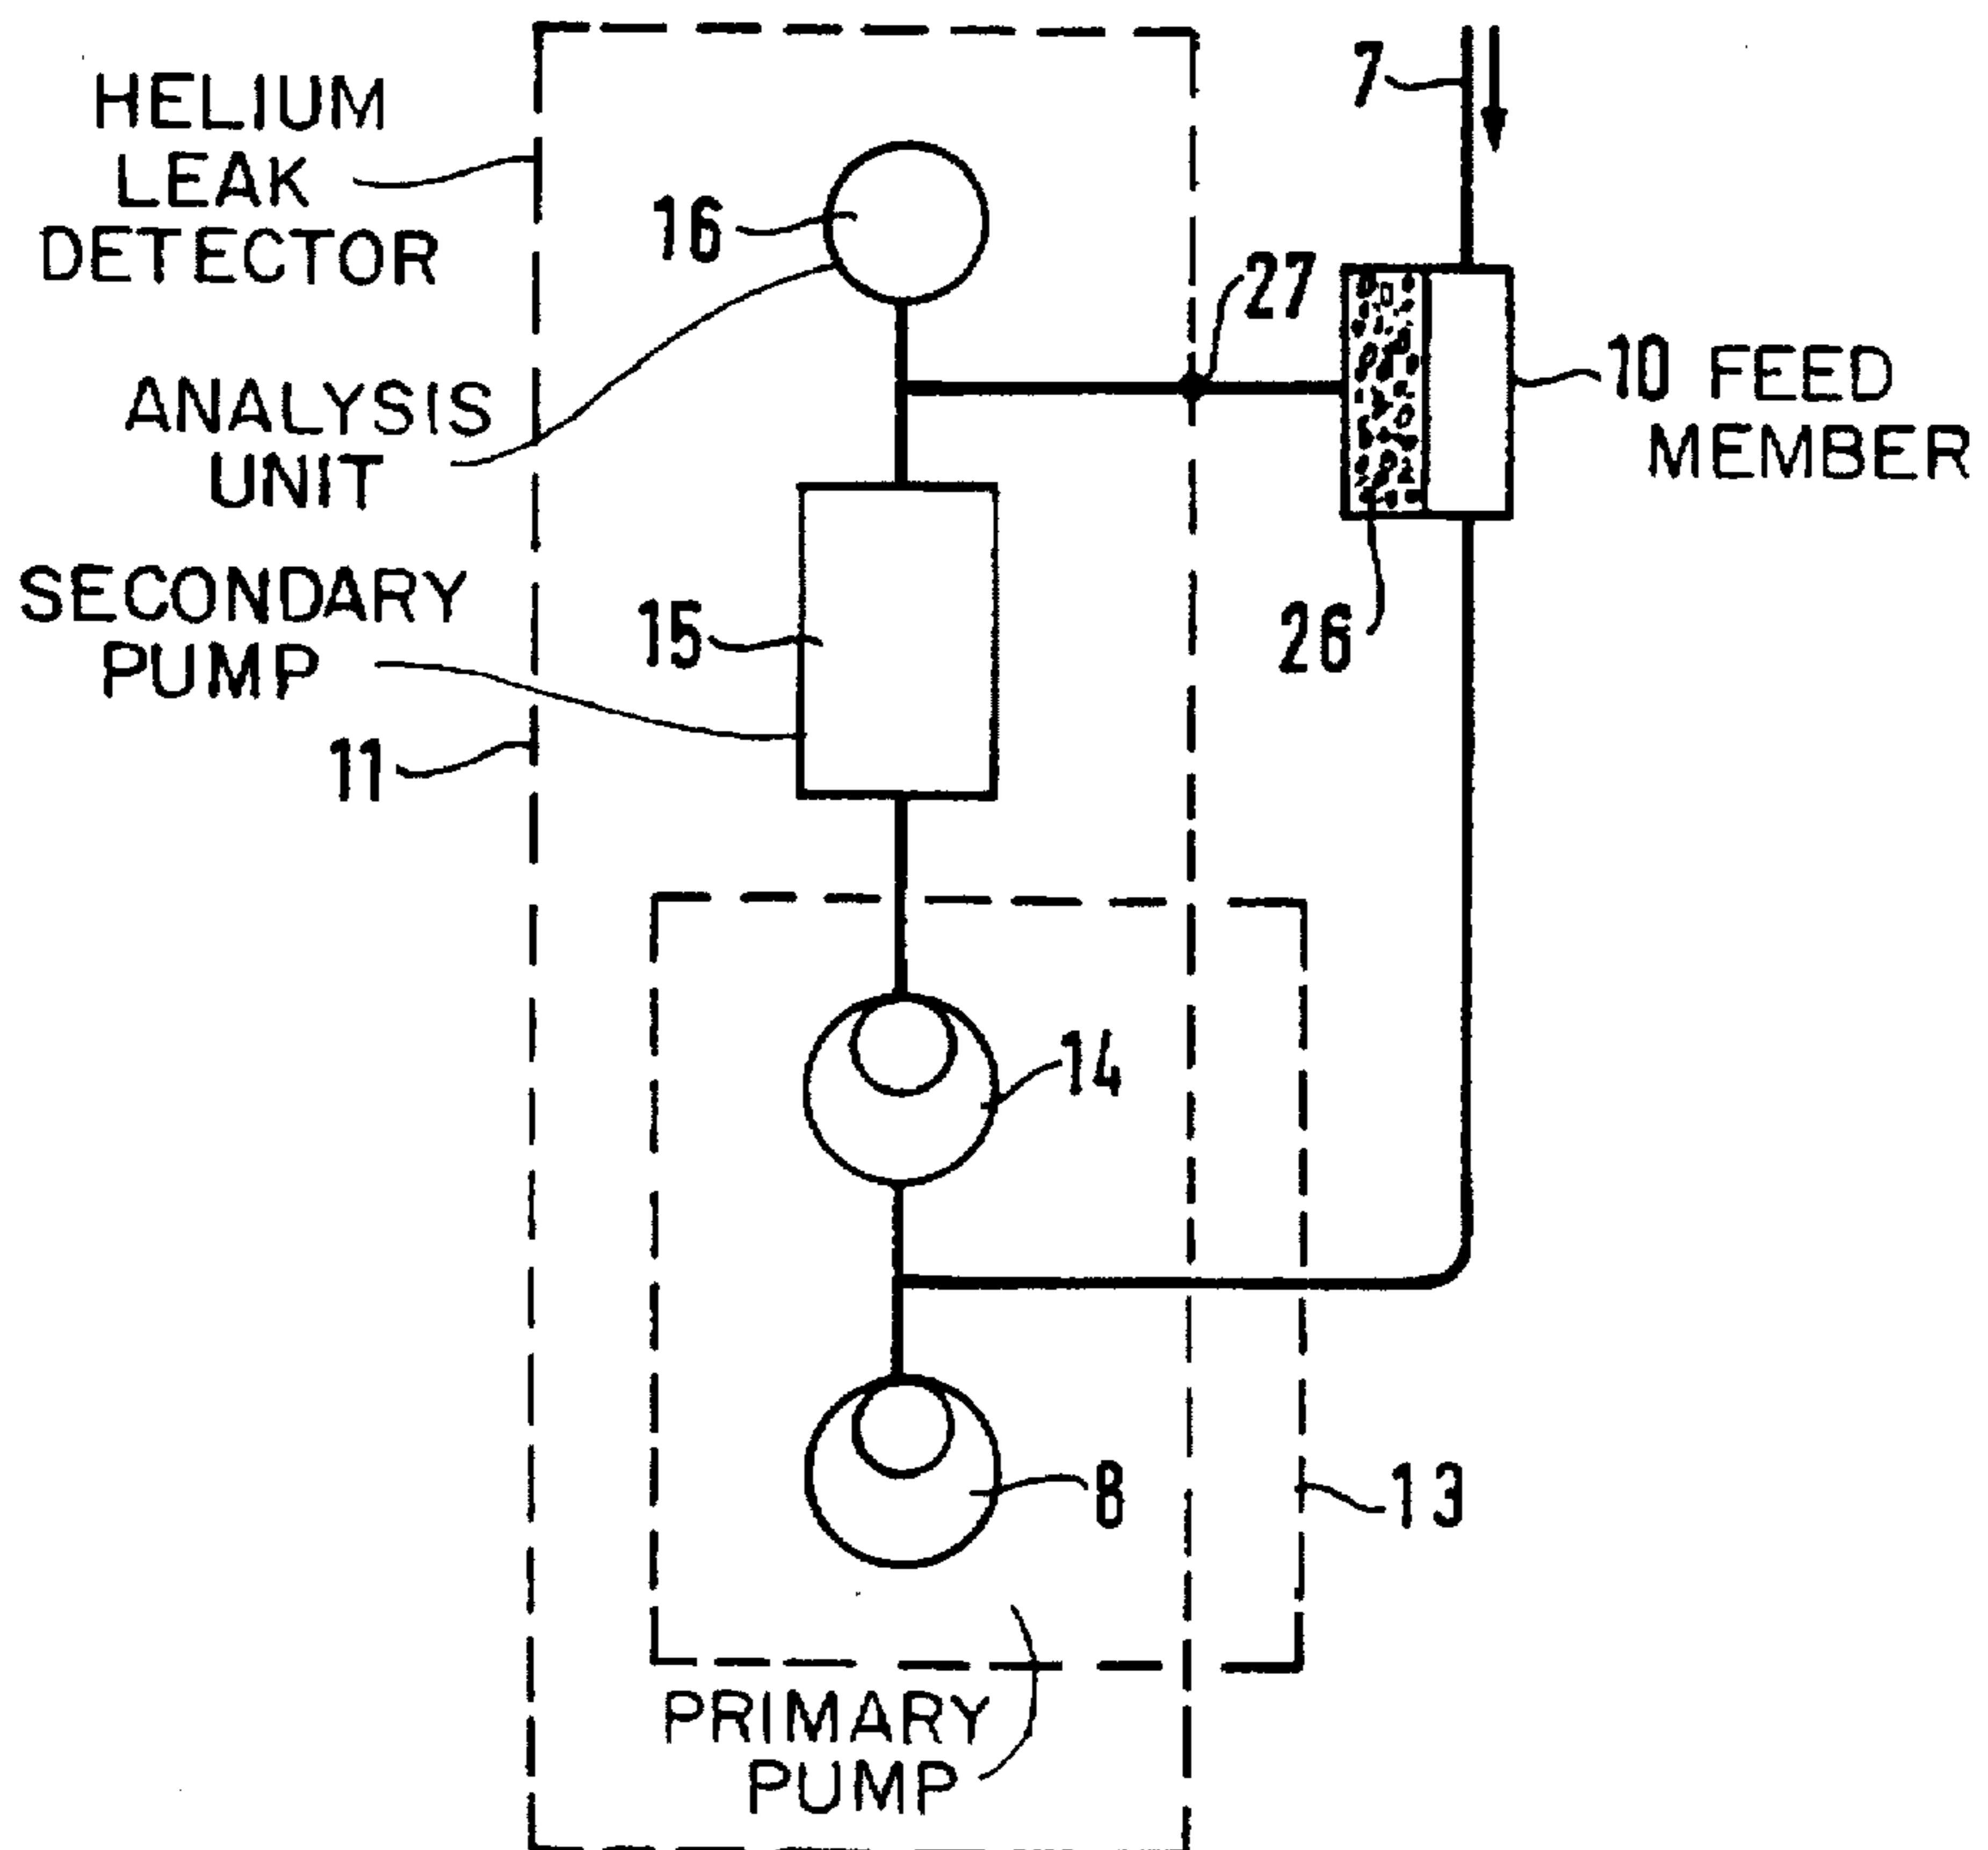 HELIUM
LEAK
DETECTOR
7
16
27
ANALYSIS
UNIT
10 FEED
MEMBER
SECONDARY
PUMP
15
26
11
14
8
13
PRIMARY
PUMP